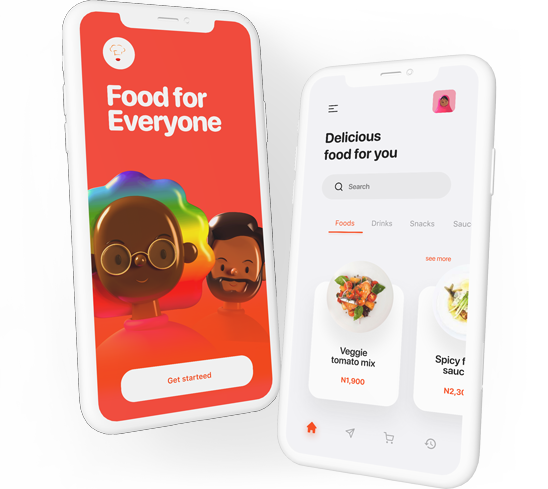 Food for
Everyone
Get starteed
Delicious
food for you
Search
Foods Drinks Snacks Sauc
see more
Veggie
tomato mix
N1,900
Spicy f
sauc
N2,30